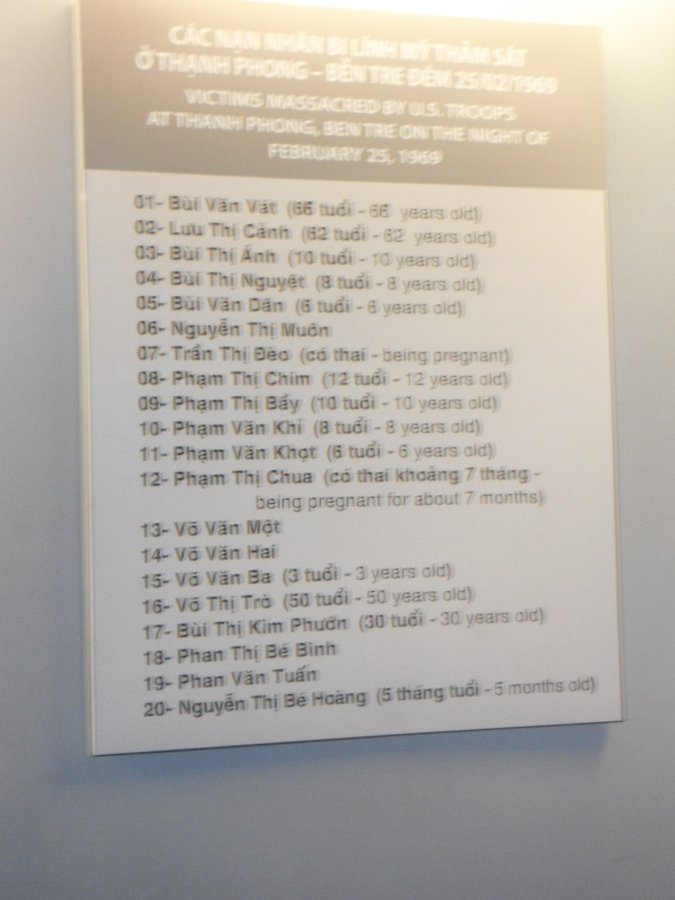 CÁC NẠN NHÂN BỊ LÍNH MỸ THẢM SÁT
Ở THẠNH PHONG – BẾN TRE ĐÊM 25/02/1969
VICTIMS MASSACRED BY U.S. TROOPS
AT THANH PHONG, BEN TRE ON THE NIGHT OF
FEBRUARY 25, 1969
01- Bùi Văn Vát (66 tuổi - 66 years old)
02- Lưu Thị Cảnh (62 tuổi - 62 years old)
03- Bùi Thị Ánh (10 tuổi - 10 years old)
04- Bùi Thị Nguyệt (8 tuổi - 8 years old)
05- Bùi Văn Dân (6 tuổi - 6 years old)
06- Nguyễn Thị Muôn
07- Trần Thị Đèo (có thai - being pregnant)
08- Phạm Thị Chím (12 tuổi - 12 years old)
09- Phạm Thị Bẩy (10 tuổi - 10 years old)
10- Phạm Văn Khỉ (8 tuổi - 8 years old)
11- Phạm Văn Khọt (6 tuổi - 6 years old)
12- Phạm Thị Chua (có thai khoảng 7 tháng -
being pregnant for about 7 months)
13- Võ Văn Một
14- Võ Văn Hai
15- Võ Văn Ba (3 tuổi - 3 years old)
16- Võ Thị Trò (50 tuổi - 50 years old)
17- Bùi Thị Kim Phướn (30 tuổi - 30 years old)
18- Phan Thị Bé Bình
19- Phan Văn Tuấn
20- Nguyễn Thị Bé Hoàng (5 tháng tuổi - 5 months old)